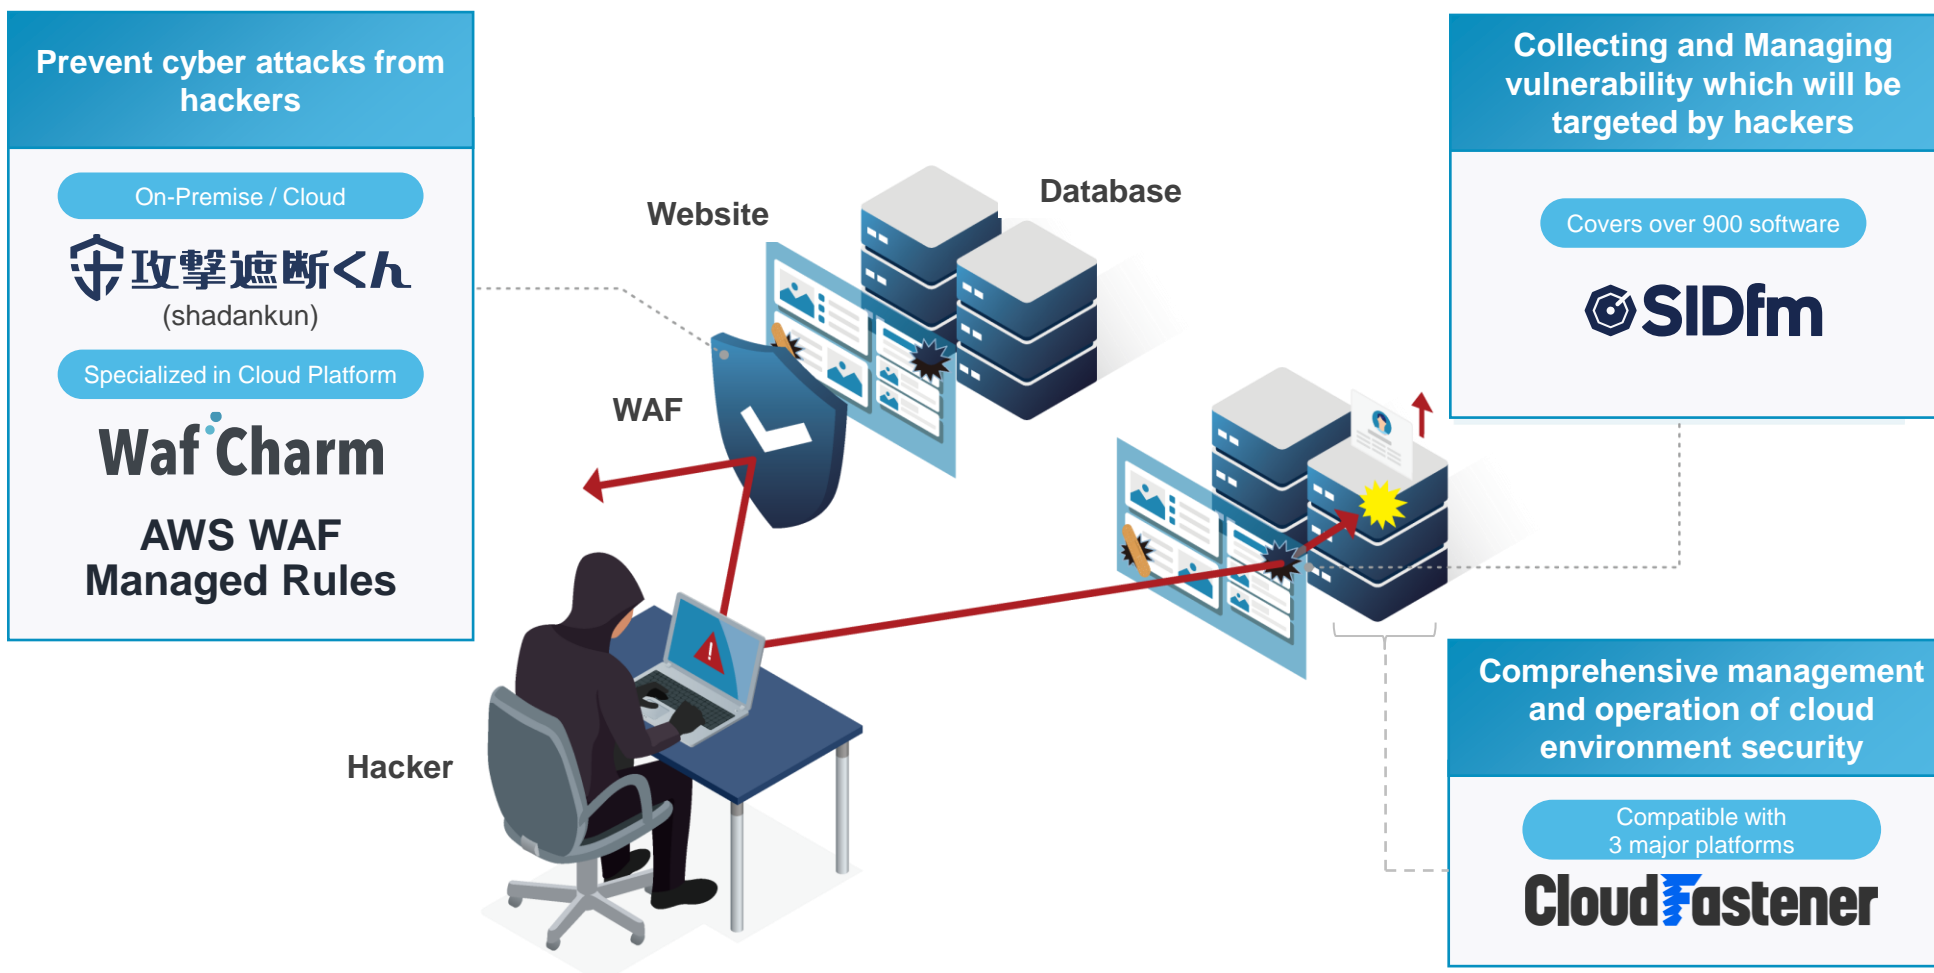 Prevent cyber attacks from
hackers
On-Premise / Cloud
攻撃遮断くん
(shadankun)
Specialized in Cloud Platform
WafCharm
AWS WAF
Managed Rules
Website
Database
WAF
Hacker
Collecting and Managing
vulnerability which will be
targeted by hackers
Covers over 900 software
SIDfm
Comprehensive management
and operation of cloud
environment security
Compatible with
3 major platforms
CloudFastener